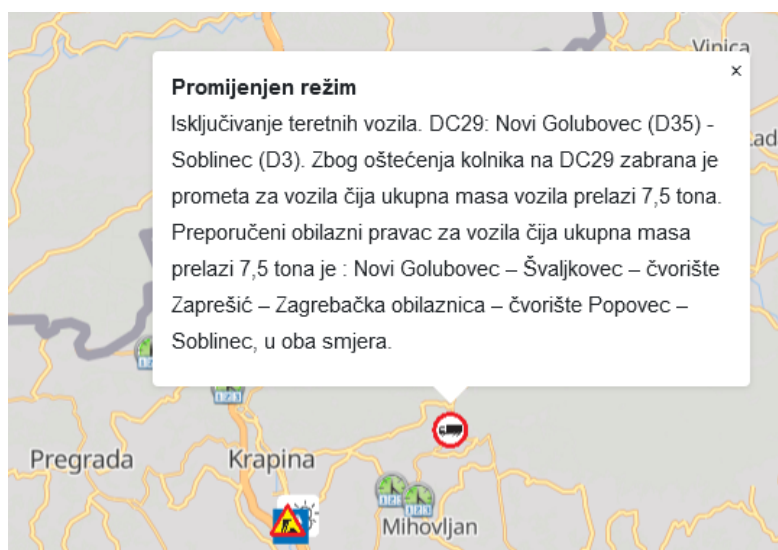 Vinica
×
Promijenjen režim
Isključivanje teretnih vozila. DC29: Novi Golubovec (D35) -
Soblinec (D3). Zbog oštećenja kolnika na DC29 zabrana je
prometa za vozila čija ukupna masa vozila prelazi 7,5 tona.
Preporučeni obilazni pravac za vozila čija ukupna masa
prelazi 7,5 tona je : Novi Golubovec – Švaljkovec – čvorište
Zaprešić – Zagrebačka obilaznica – čvorište Popovec –
Soblinec, u oba smjera.
Pregrada
Krapina
Mihovljan